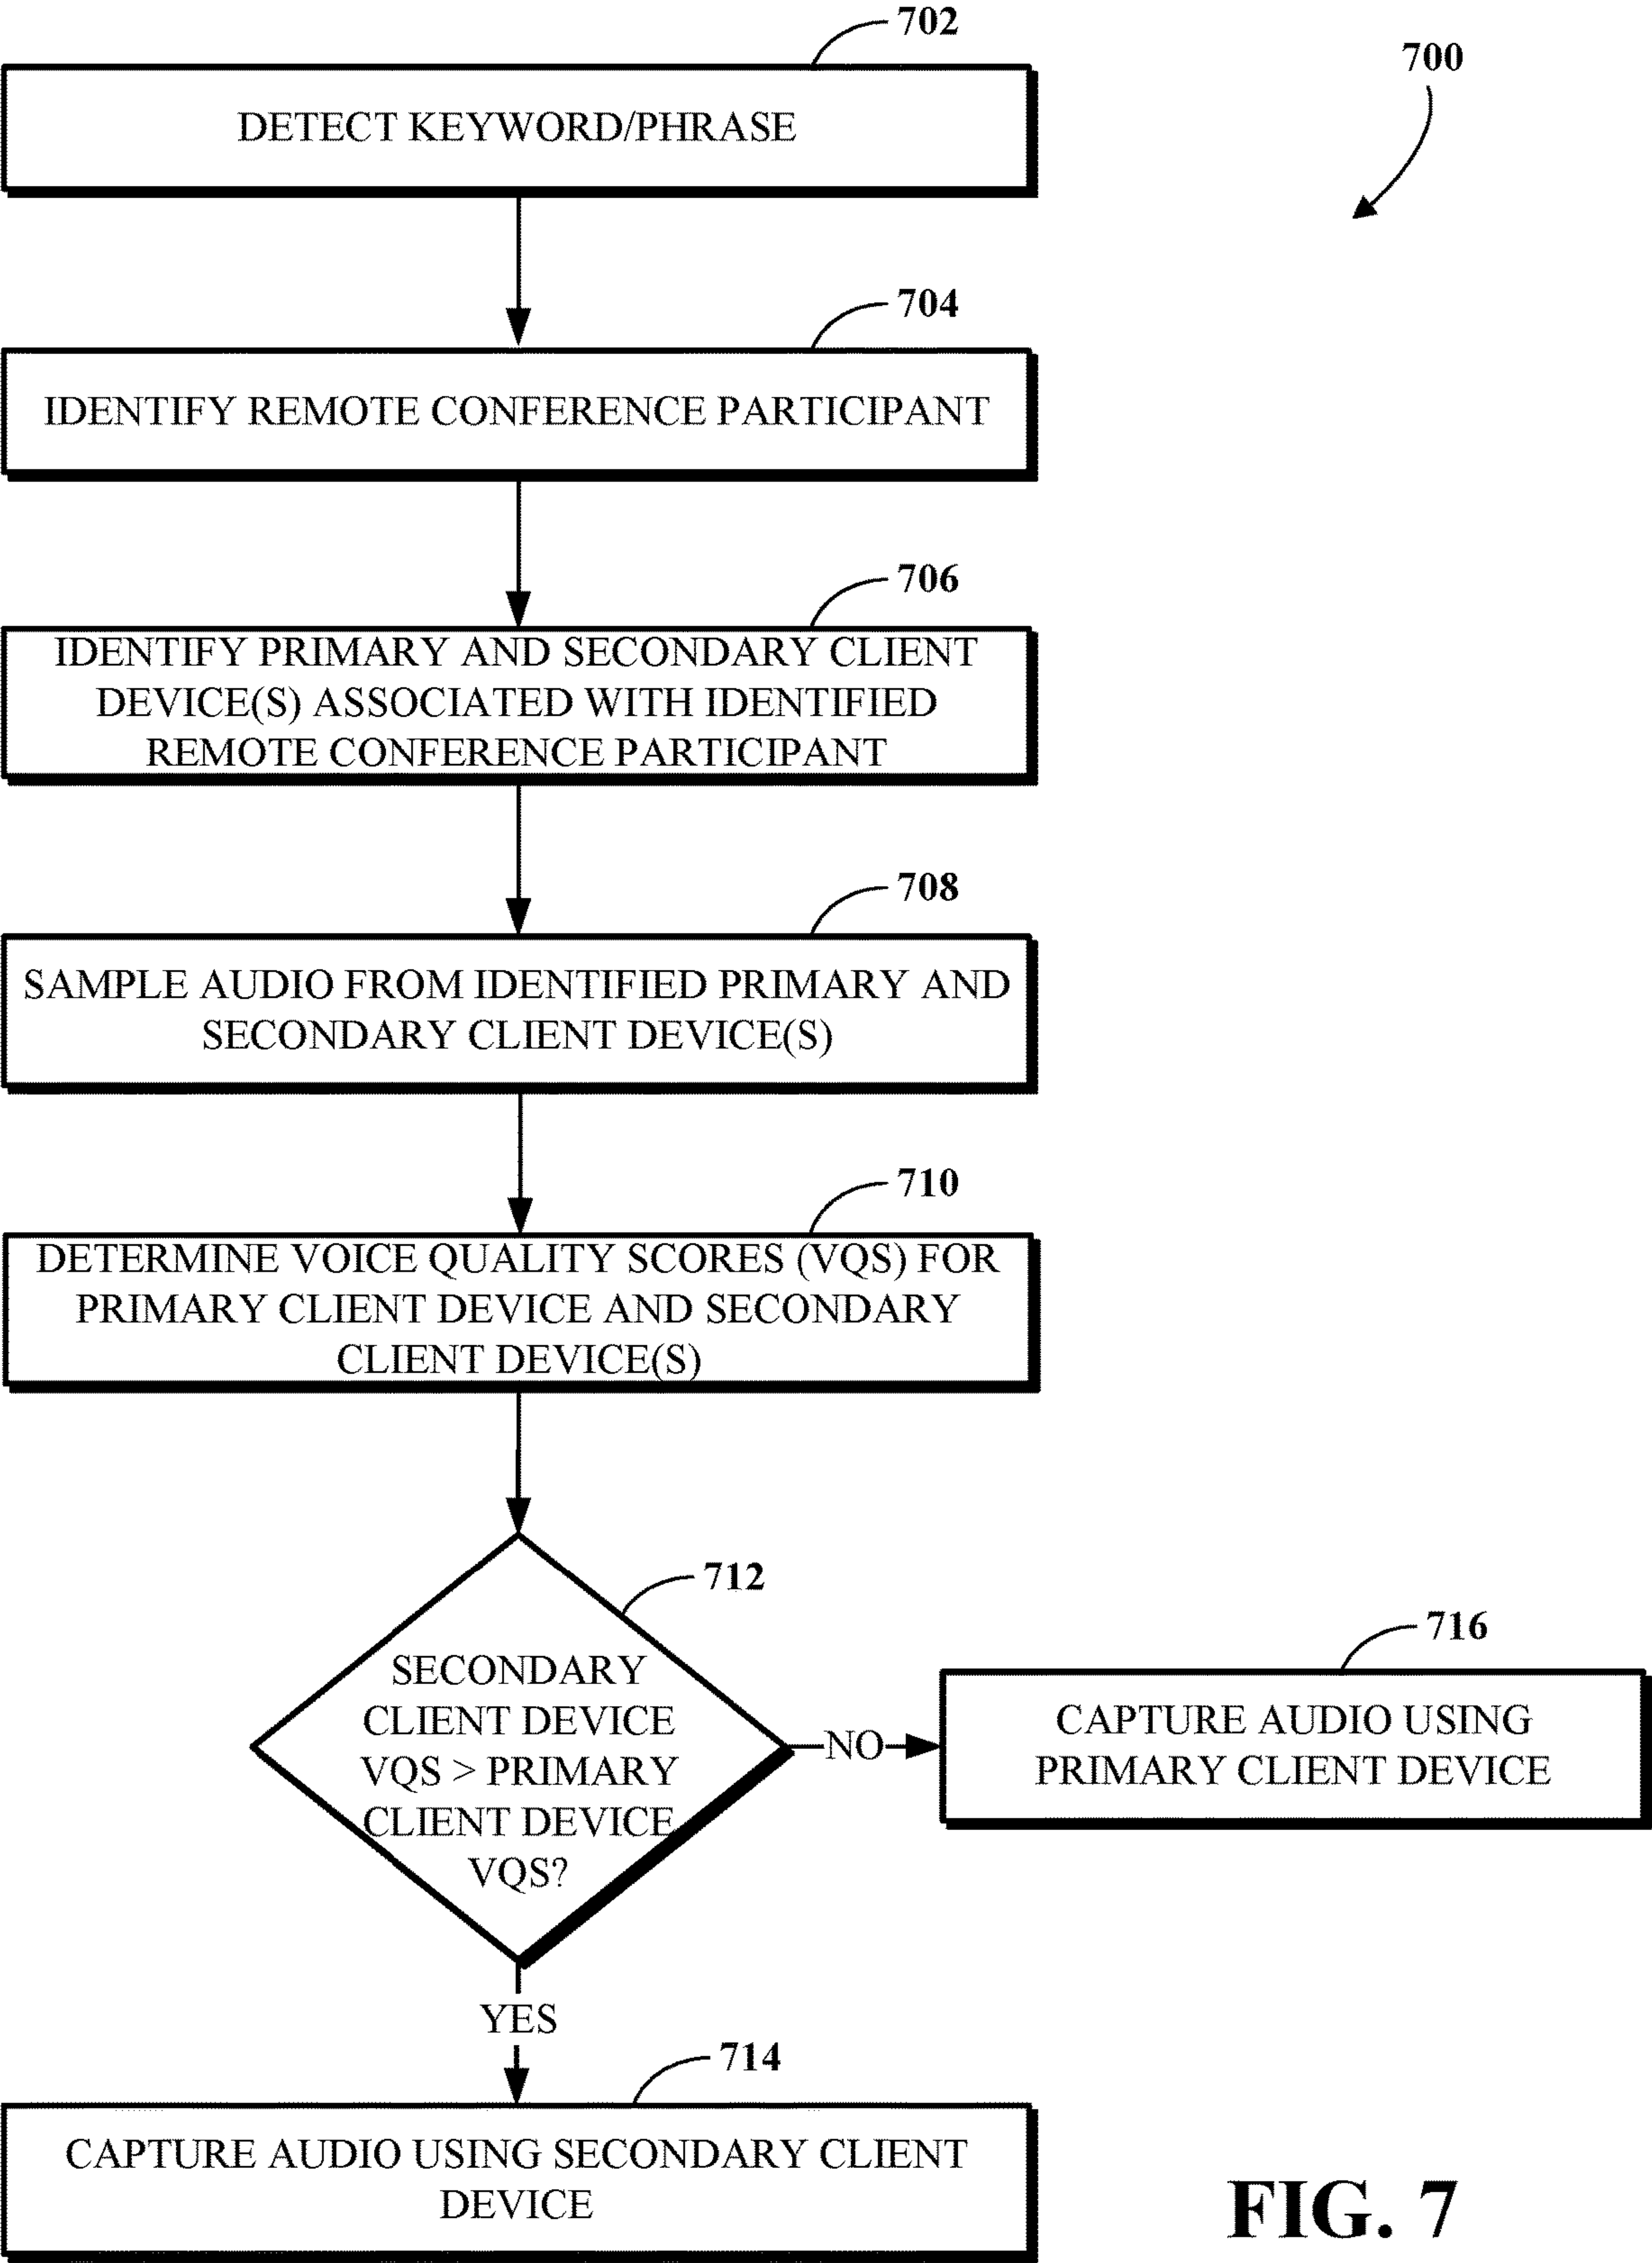 702
700
DETECT KEYWORD/PHRASE
704
IDENTIFY REMOTE CONFERENCE PARTICIPANT
706
IDENTIFY PRIMARY AND SECONDARY CLIENT
DEVICE(S) ASSOCIATED WITH IDENTIFIED
REMOTE CONFERENCE PARTICIPANT
708
SAMPLE AUDIO FROM IDENTIFIED PRIMARY AND
SECONDARY CLIENT DEVICE(S)
710
DETERMINE VOICE QUALITY SCORES (VQS) FOR
PRIMARY CLIENT DEVICE AND SECONDARY
CLIENT DEVICE(S)
712
SECONDARY
CLIENT DEVICE
VQS > PRIMARY
CLIENT DEVICE
VQS?
NO
716
CAPTURE AUDIO USING
PRIMARY CLIENT DEVICE
YES
714
CAPTURE AUDIO USING SECONDARY CLIENT
DEVICE
FIG. 7